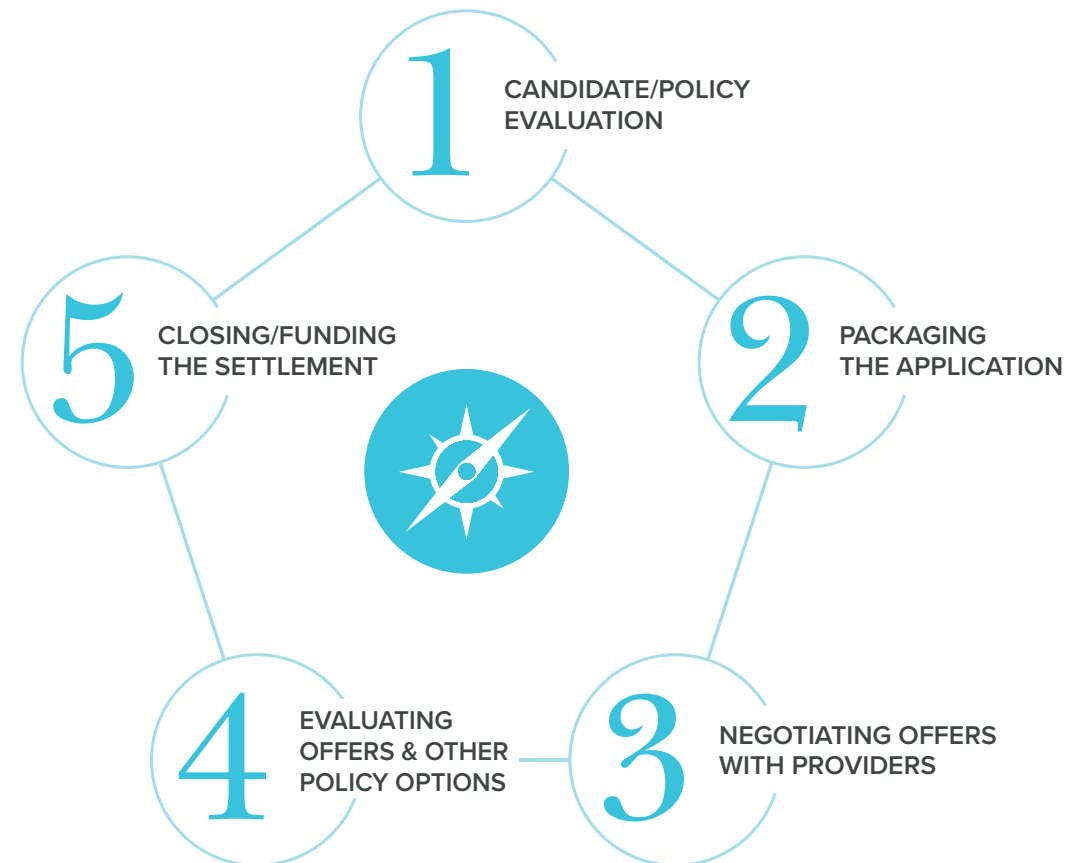 1
CANDIDATE/POLICY
EVALUATION
2
PACKAGING
THE APPLICATION
3
NEGOTIATING OFFERS
WITH PROVIDERS
4
EVALUATING
OFFERS & OTHER
POLICY OPTIONS
5
CLOSING/FUNDING
THE SETTLEMENT